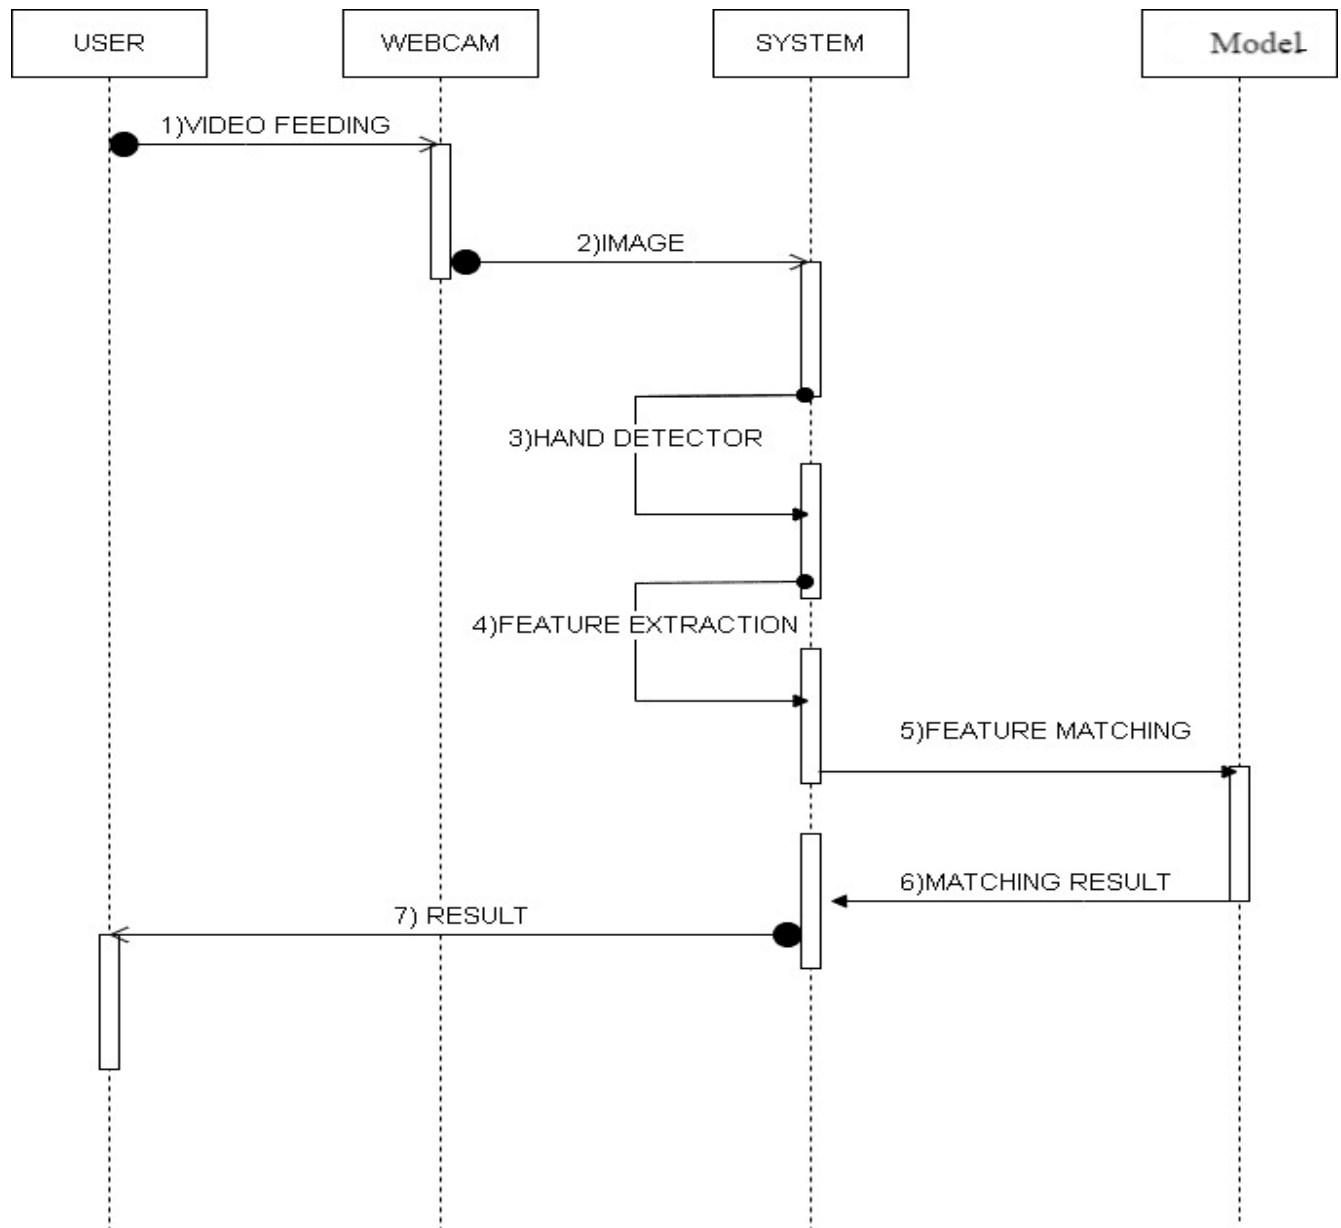 USER
WEBCAM
SYSTEM
Model
1)VIDEO FEEDING
2)IMAGE
3)HAND DETECTOR
4)FEATURE EXTRACTION
5)FEATURE MATCHING
6)MATCHING RESULT
7) RESULT